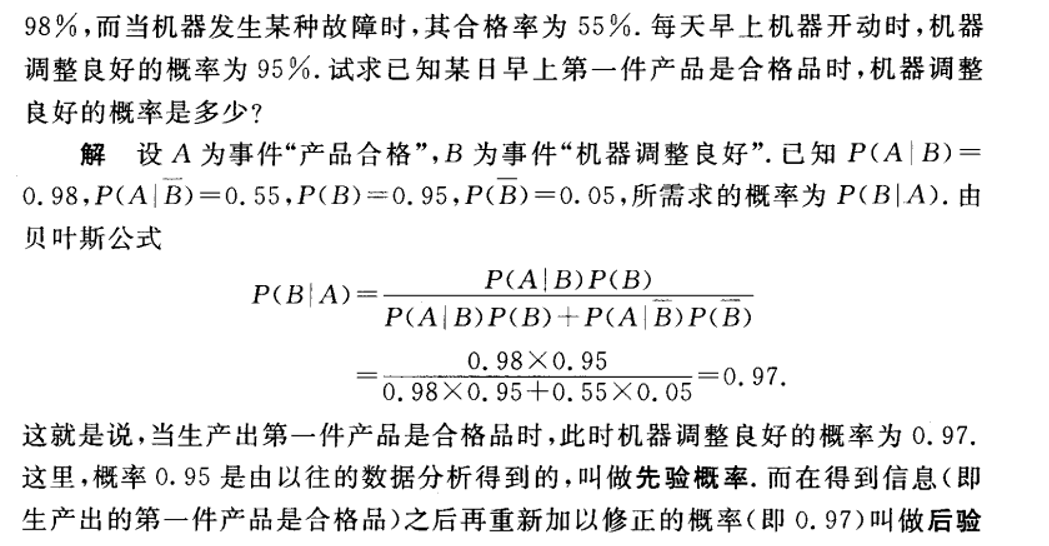 98%,而当机器发生某种故障时,其合格率为 55%. 每天早上机器开动时,机器
调整良好的概率为 95%. 试求已知某日早上第一件产品是合格品时,机器调整
良好的概率是多少?
解 设 A 为事件“产品合格”,B 为事件“机器调整良好”. 已知 P(A|B)=
0.98,P(A|B̅)=0.55,P(B)=0.95,P(B̅)=0.05,所需求的概率为 P(B|A). 由
贝叶斯公式
P(B|A)=
P(A|B)P(B)
P(A|B)P(B)+P(A|B̅)P(B̅)
=
0.98×0.95
0.98×0.95+0.55×0.05
=0.97.
这就是说,当生产出第一件产品是合格品时,此时机器调整良好的概率为 0.97.
这里,概率 0.95 是由以往的数据分析得到的,叫做先验概率. 而在得到信息(即
生产出的第一件产品是合格品)之后再重新加以修正的概率(即 0.97)叫做后验